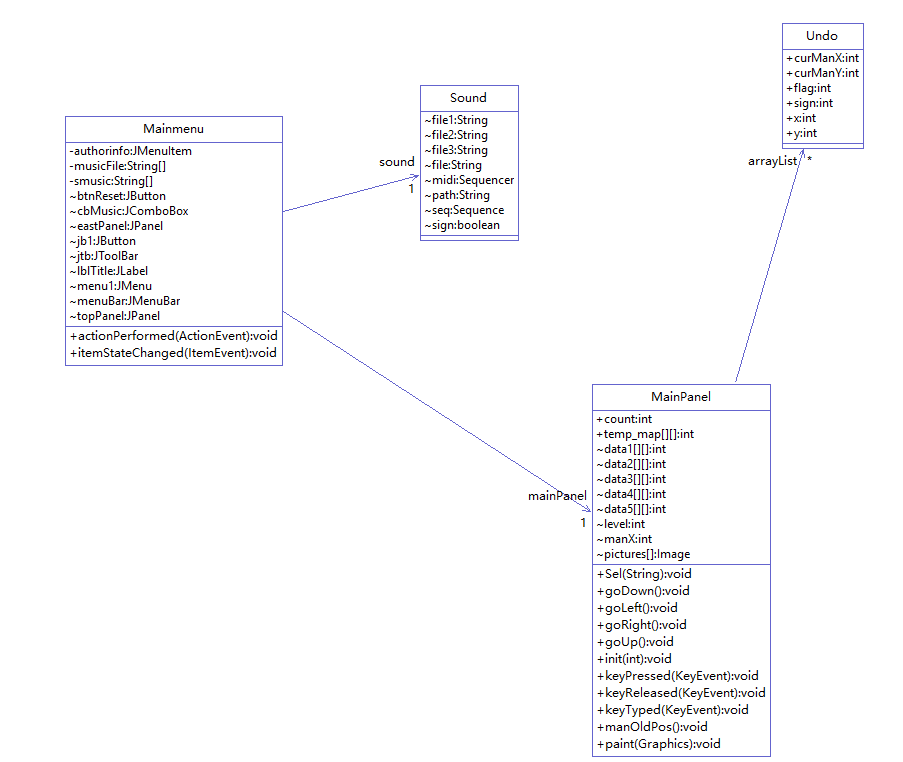 Undo
+curManX:int
+curManY:int
+flag:int
+sign:int
+x:int
+y:int
arrayList *
Sound
~file1:String
~file2:String
~file3:String
~file:String
~midi:Sequencer
~path:String
~seq:Sequence
~sign:boolean
sound
1
Mainmenu
-authorinfo:JMenuItem
-musicFile:String[]
-smusic:String[]
~btnReset:JButton
~cbMusic:JComboBox
~eastPanel:JPanel
~jb1:JButton
~jtb:JToolBar
~lblTitle:JLabel
~menu1:JMenu
~menuBar:JMenuBar
~topPanel:JPanel
+actionPerformed(ActionEvent):void
+itemStateChanged(ItemEvent):void
mainPanel
1
MainPanel
+count:int
+temp_map[][]:int
~data1[][]:int
~data2[][]:int
~data3[][]:int
~data4[][]:int
~data5[][]:int
~level:int
~manX:int
~pictures[]:Image
+Sel(String):void
+goDown():void
+goLeft():void
+goRight():void
+goUp():void
+init(int):void
+keyPressed(KeyEvent):void
+keyReleased(KeyEvent):void
+keyTyped(KeyEvent):void
+manOldPos():void
+paint(Graphics):void